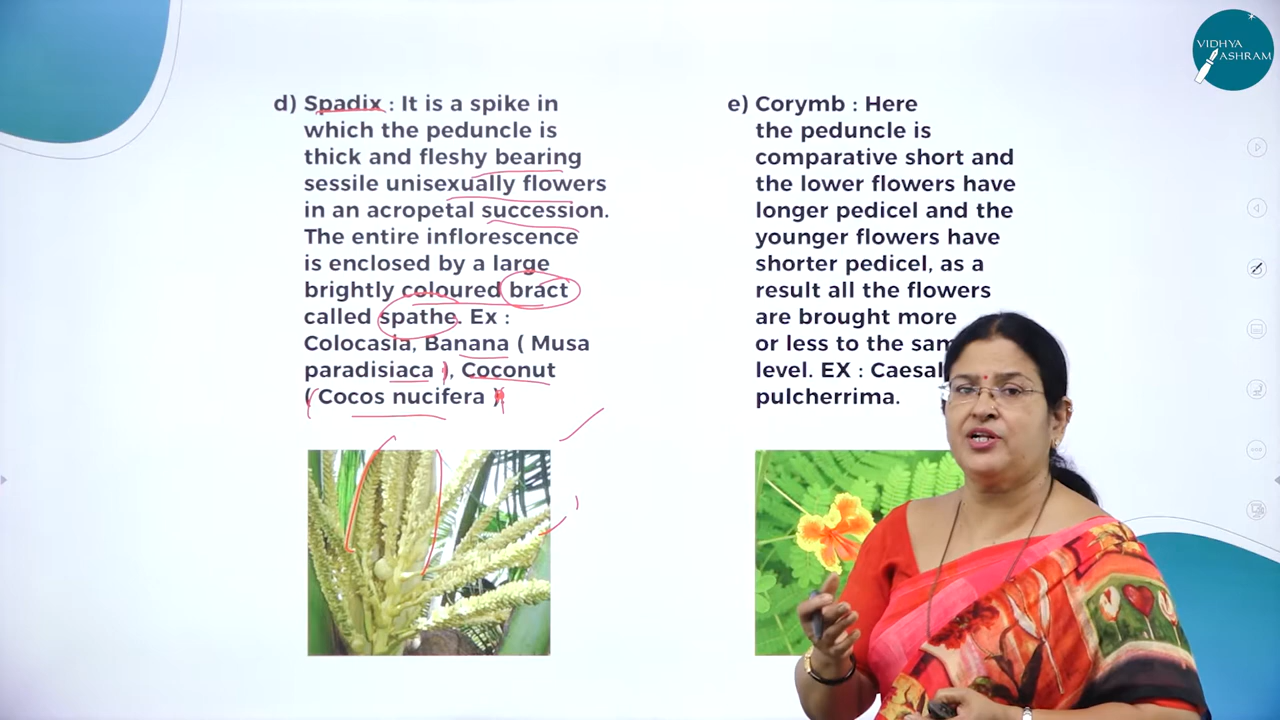 VIDHYA
ASHRAM
d) Spadix : It is a spike in
which the peduncle is
thick and fleshy bearing
sessile unisexually flowers
in an acropetal succession.
The entire inflorescence
is enclosed by a large
brightly coloured bract
called spathe. Ex :
Colocasia, Banana ( Musa
paradisiaca ), Coconut
( Cocos nucifera )
e) Corymb : Here
the peduncle is
comparative short and
the lower flowers have
longer pedicel and the
younger flowers have
shorter pedicel, as a
result all the flowers
are brought more
or less to the sam
level. EX : Caesal
pulcherrima.